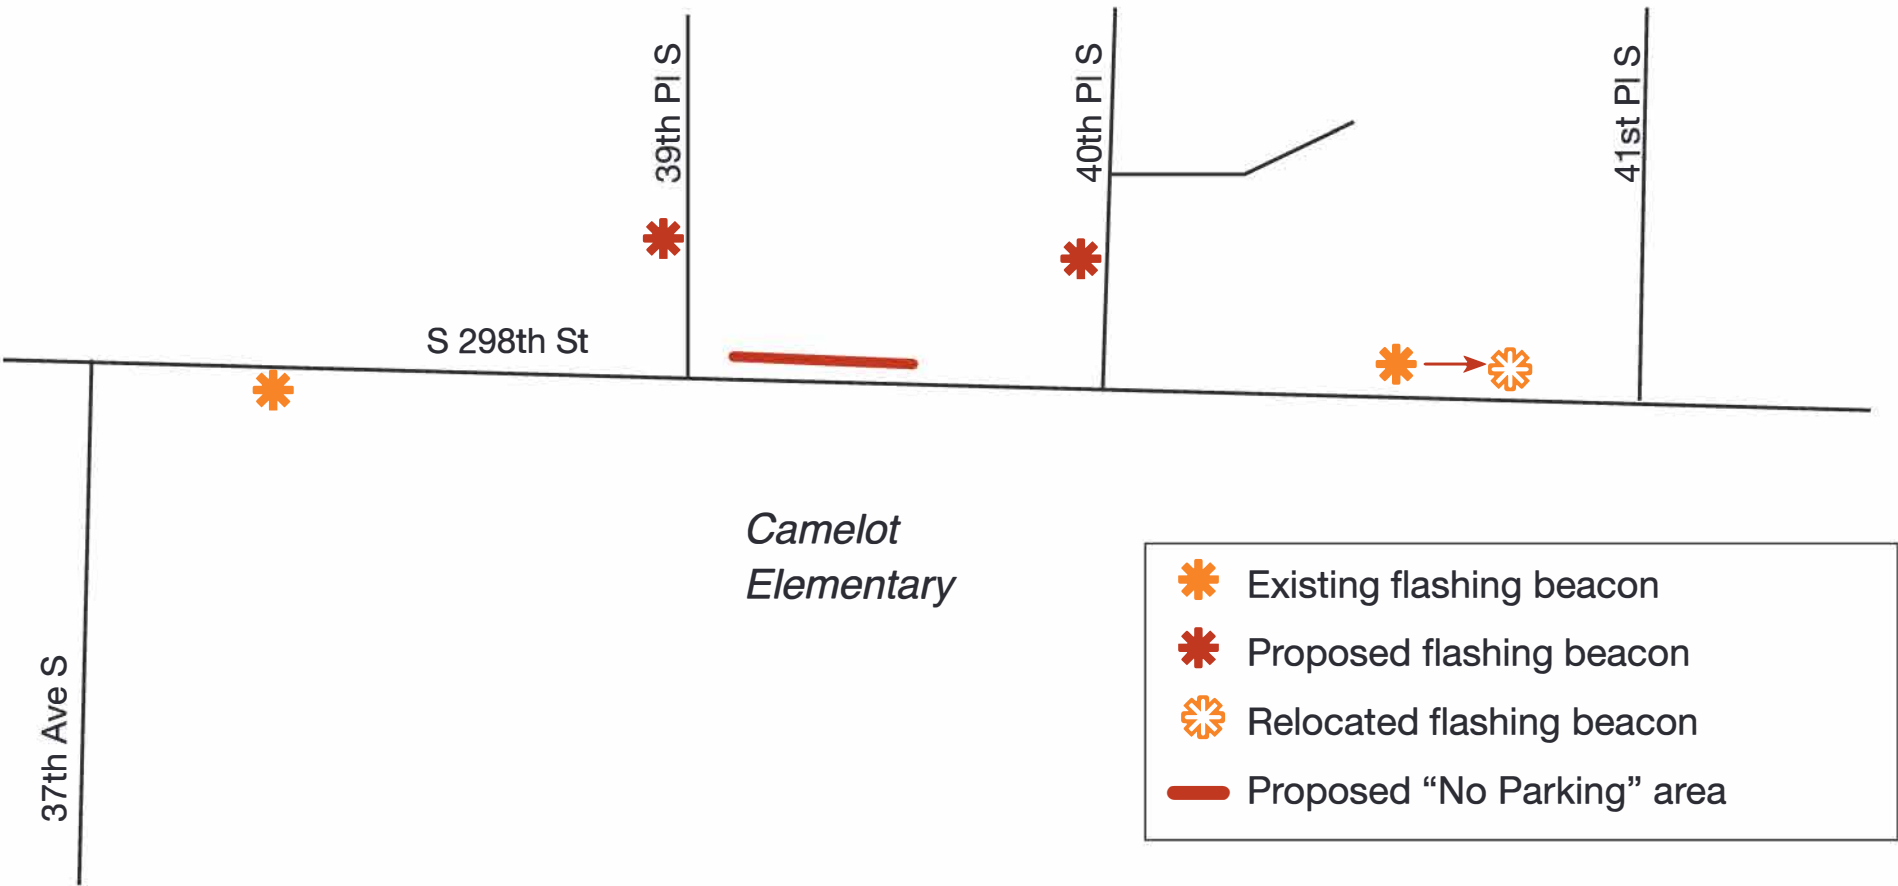 39th Pl S
40th Pl S
41st Pl S
S 298th St
Camelot
Elementary
37th Ave S
Existing flashing beacon
Proposed flashing beacon
Relocated flashing beacon
Proposed “No Parking” area